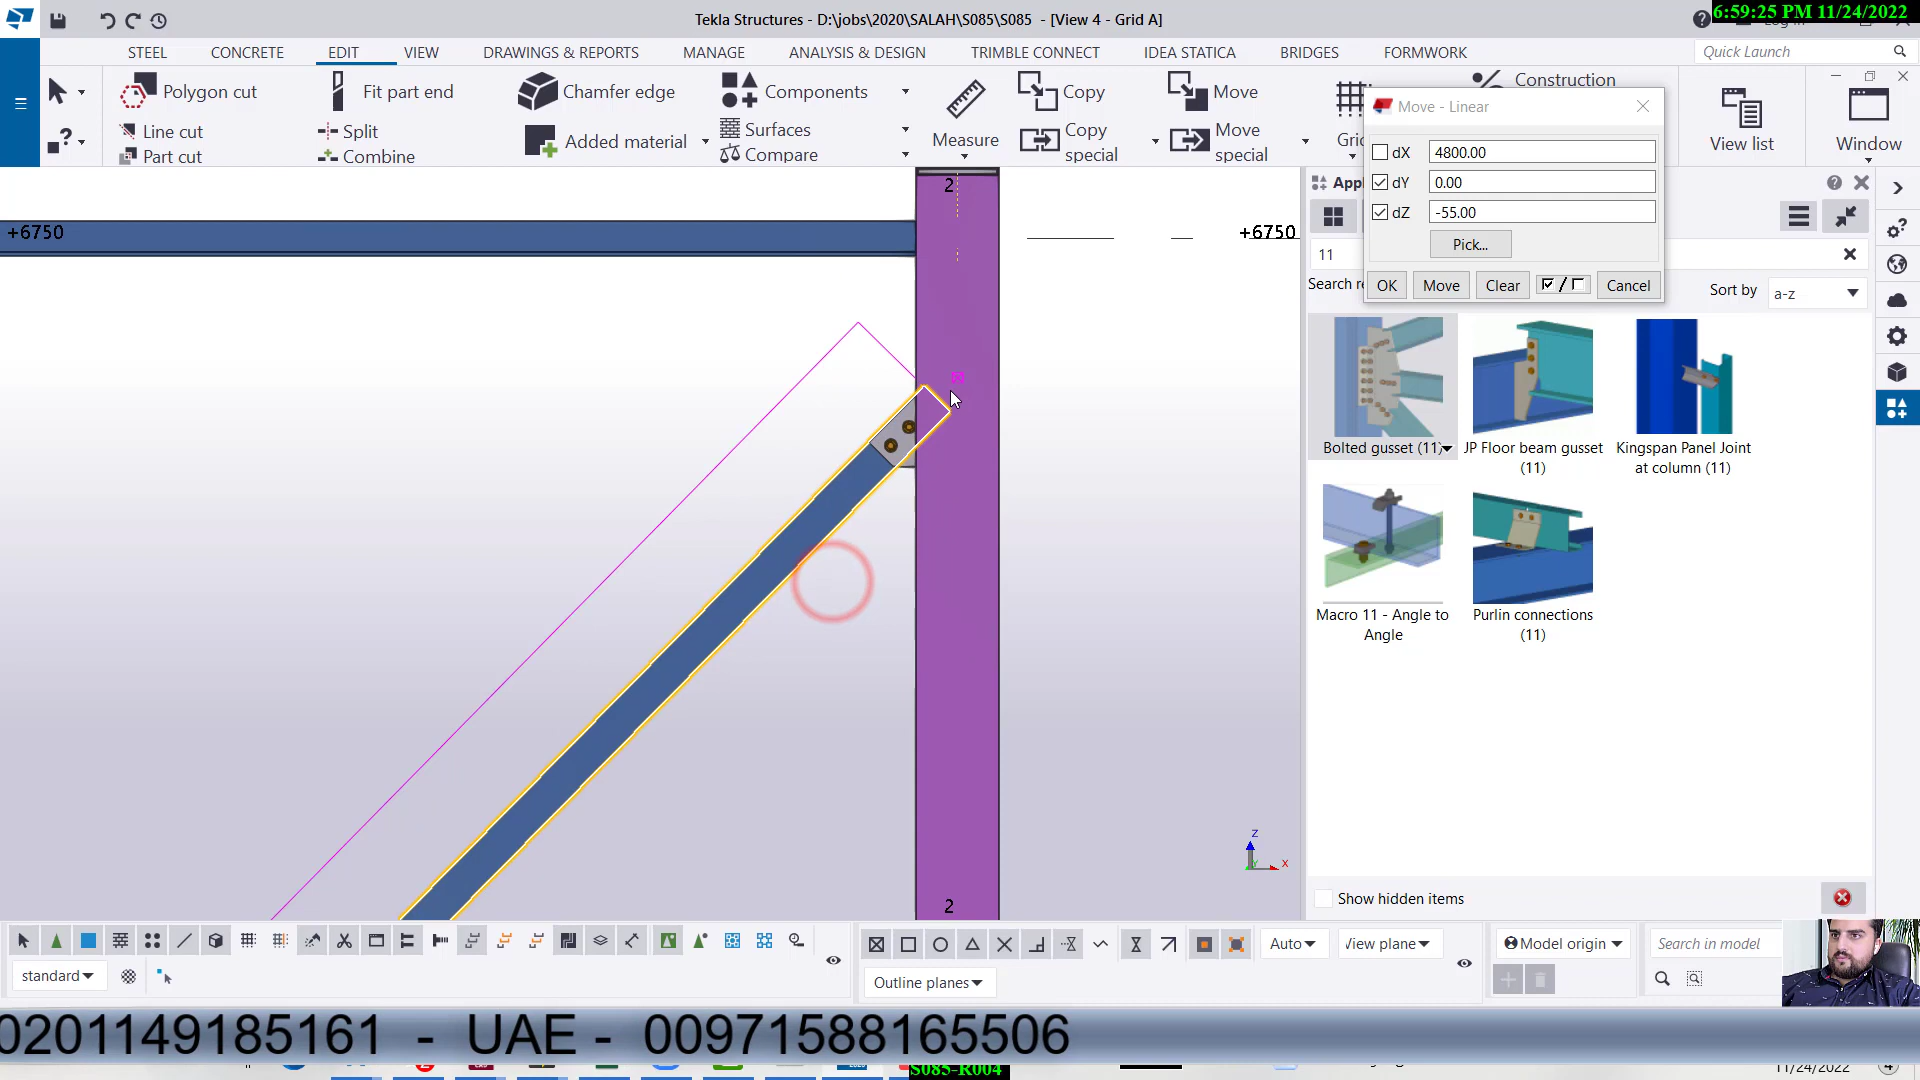 Tekla Structures - D:\jobs\2020\SALAH\S085\S085 - [View 4 - Grid A]
6:59:25 PM 11/24/2022
STEEL CONCRETE EDIT VIEW DRAWINGS & REPORTS MANAGE ANALYSIS & DESIGN TRIMBLE CONNECT IDEA STATICA BRIDGES FORMWORK
Quick Launch
Polygon cut
Line cut
Part cut
Fit part end
Split
Combine
Chamfer edge
Added material
Components
Surfaces
Compare
Measure
Copy
Copy special
Move
Move special
Construction
View list
Window
Move - Linear
dX 4800.00
dY 0.00
dZ -55.00
Pick...
OK Move Clear Cancel
11
Sort by a-z
Bolted gusset (11)
JP Floor beam gusset (11)
Kingspan Panel Joint at column (11)
Macro 11 - Angle to Angle
Purlin connections (11)
Show hidden items
2
+6750
+6750
2
Z
X
standard
Auto
View plane
Outline planes
Model origin
Search in model
0201149185161 - UAE - 00971588165506
S085-R004
11/24/2022